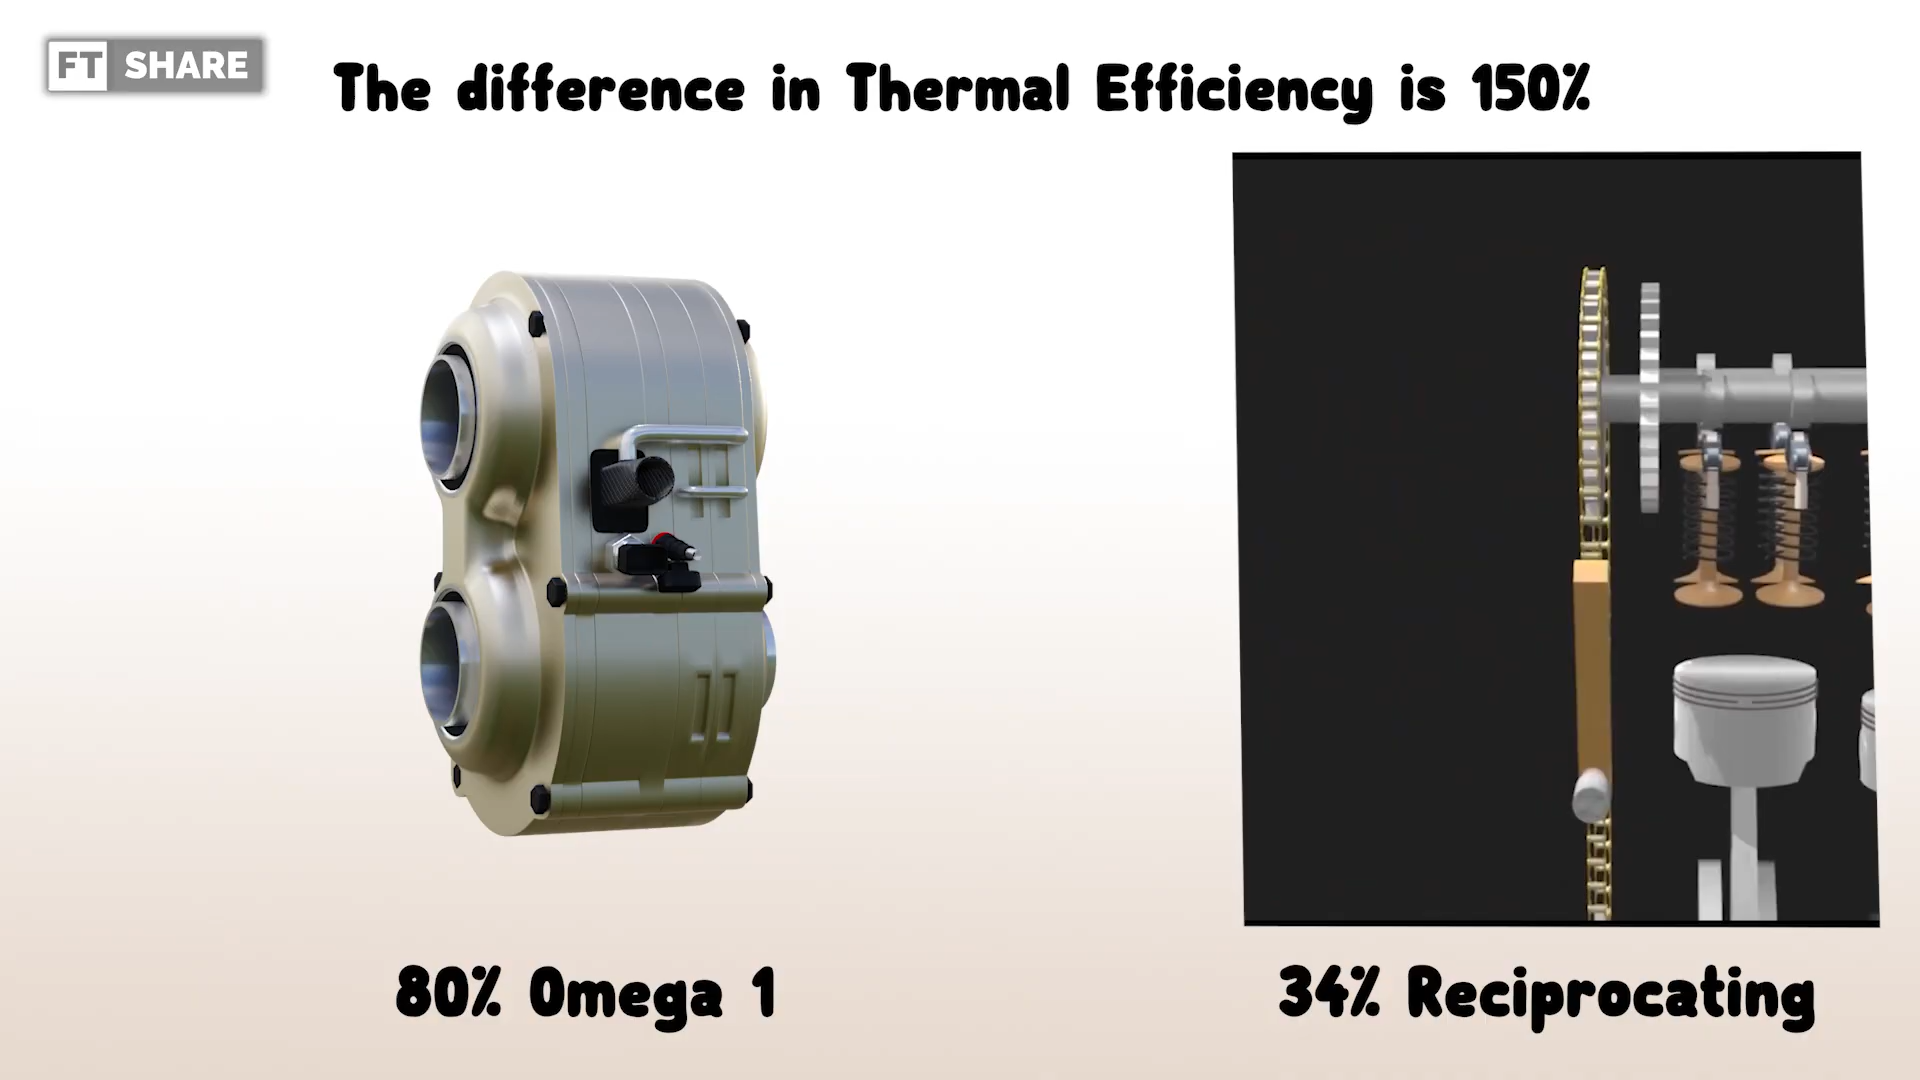 FT SHARE
The difference in Thermal Efficiency is 150%
80% Omega 1
34% Reciprocating